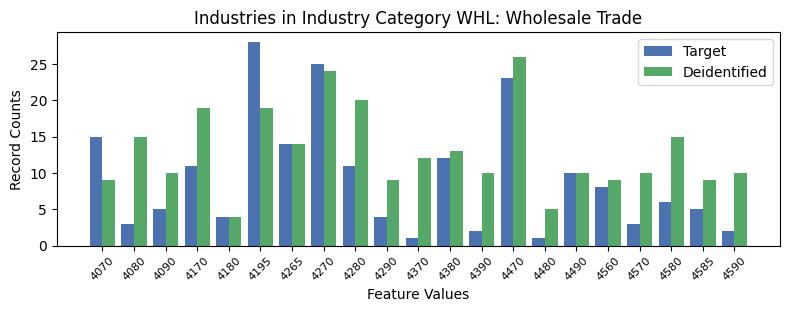 Industries in Industry Category WHL: Wholesale Trade
Target
Deidentified
Record Counts
25
20
15
10
5
0
4070 4080 4090 4170 4180 4195 4265 4270 4280 4290 4370 4380 4390 4470 4480 4490 4560 4570 4580 4585 4590
Feature Values